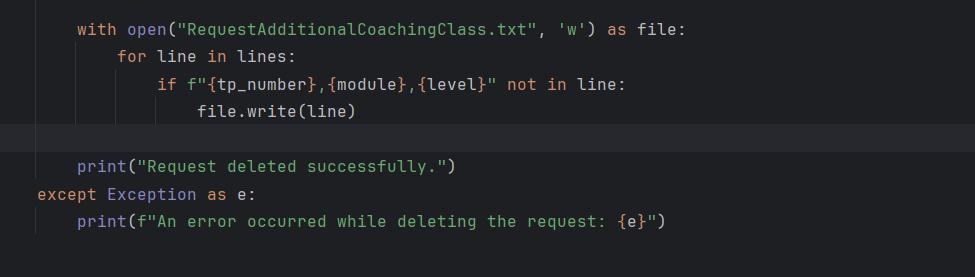 with open("RequestAdditionalCoachingClass.txt", 'w') as file:
for line in lines:
if f"{tp_number},{module},{level}" not in line:
file.write(line)
print("Request deleted successfully.")
except Exception as e:
print(f"An error occurred while deleting the request: {e}")